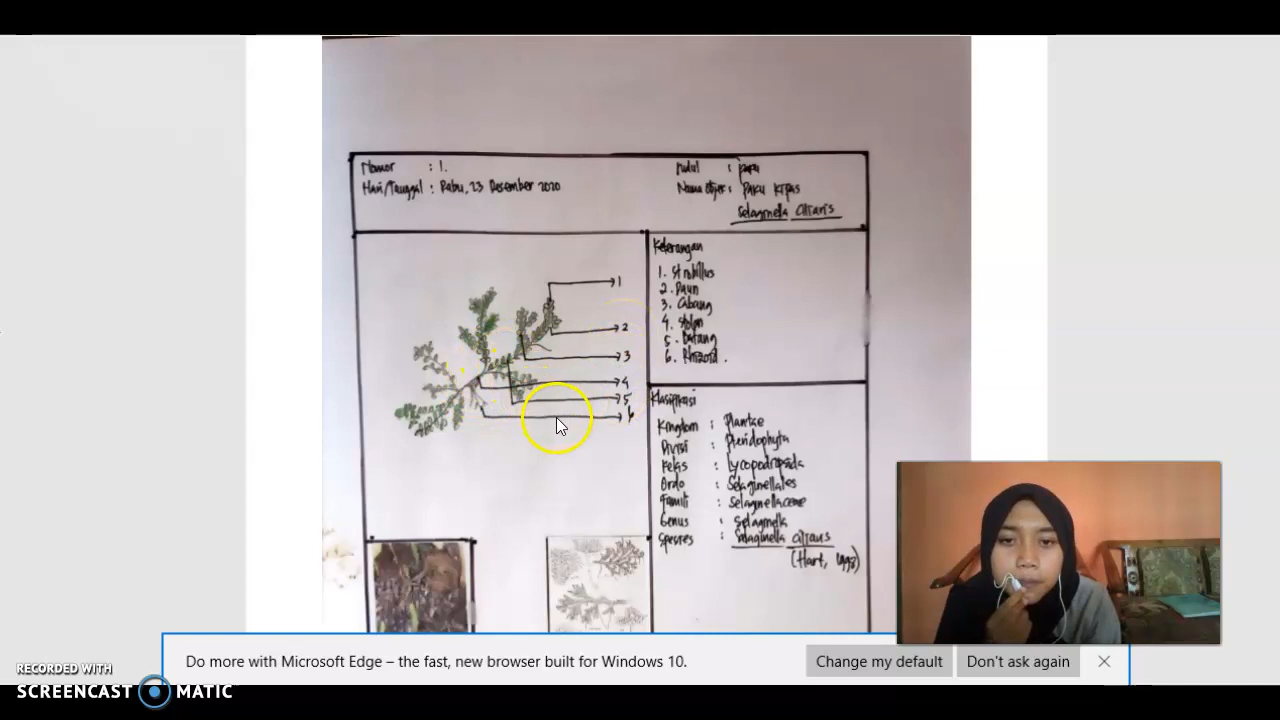 Nomor : 1.
Hari/Tanggal : Rabu, 23 Desember 2020
Judul : paku
Nama Objek : PAKU KIPAS
Selaginella ciliaris
1
2
3
4
5
6
Keterangan
1. Strobillus
2. Daun
3. Cabang
4. Stolon
5. Batang
6. Rhizoid.
Klasifikasi
Kingdom : Plantae
Divisi : Pteridophyta
Kelas : Lycopodiopsida
Ordo : Selaginellales
Famili : Selaginellaceae
Genus : Selaginella
Spesies : Selaginella ciliaris
Do more with Microsoft Edge – the fast, new browser built for Windows 10.
Change my default
Don't ask again
RECORDED WITH
SCREENCAST MATIC